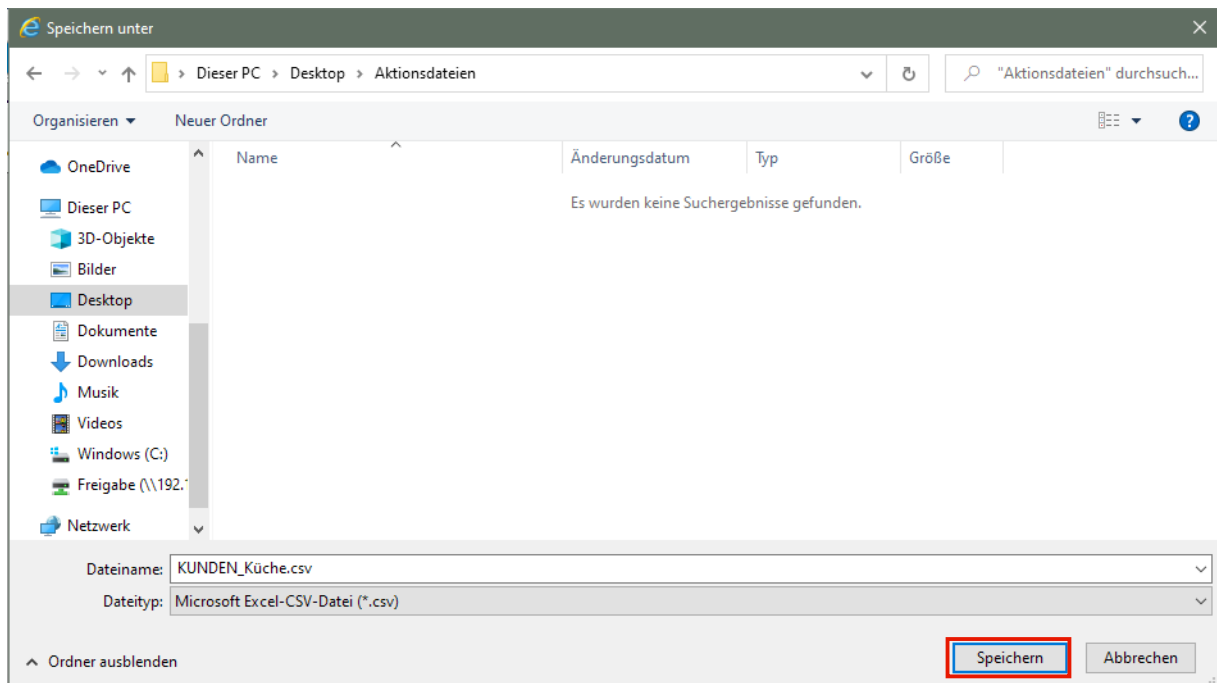 Speichern unter
Dieser PC > Desktop > Aktionsdateien
"Aktionsdateien" durchsuch...
Organisieren
Neuer Ordner
OneDrive
Dieser PC
3D-Objekte
Bilder
Desktop
Dokumente
Downloads
Musik
Videos
Windows (C:)
Freigabe (\\192.1
Netzwerk
Name Änderungsdatum Typ Größe
Es wurden keine Suchergebnisse gefunden.
Dateiname: KUNDEN_Küche.csv
Dateityp: Microsoft Excel-CSV-Datei (*.csv)
Ordner ausblenden
Speichern
Abbrechen